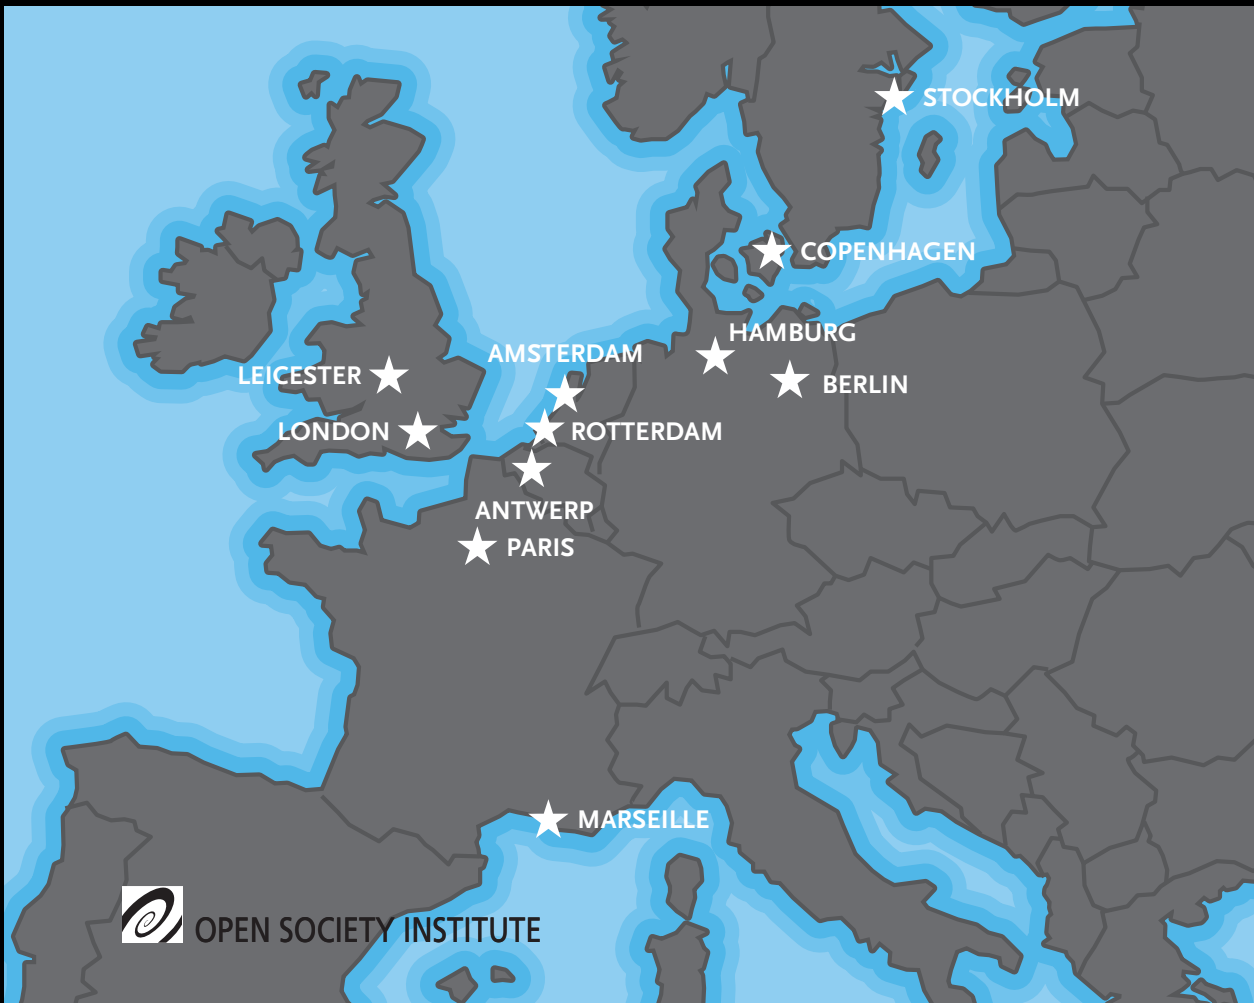 STOCKHOLM
COPENHAGEN
HAMBURG
AMSTERDAM
LEICESTER
BERLIN
LONDON
ROTTERDAM
ANTWERP
PARIS
MARSEILLE
OPEN SOCIETY INSTITUTE